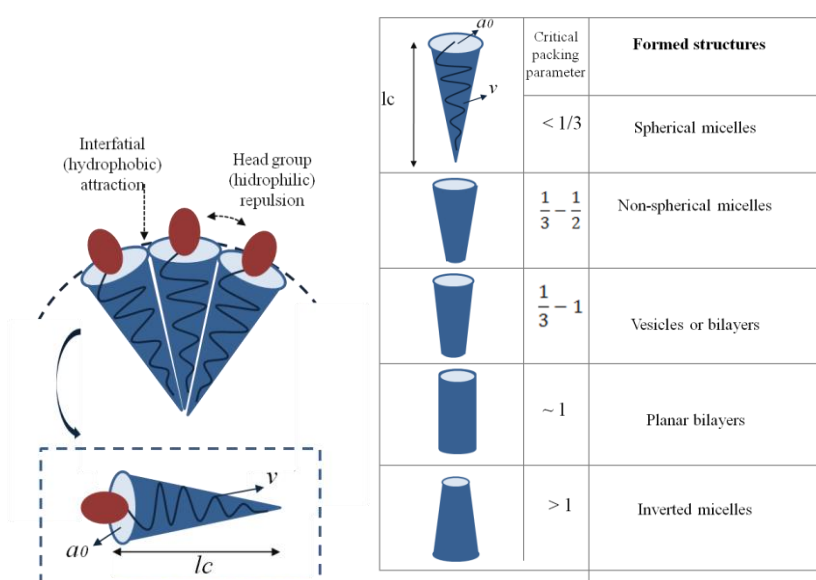 Interfatial
(hydrophobic)
attraction
Head group
(hidrophilic)
repulsion
a0
v
lc
a0
lc
v
Critical
packing
parameter
Formed structures
< 1/3
Spherical micelles
1/3 – 1/2
Non-spherical micelles
1/3 – 1
Vesicles or bilayers
~ 1
Planar bilayers
> 1
Inverted micelles